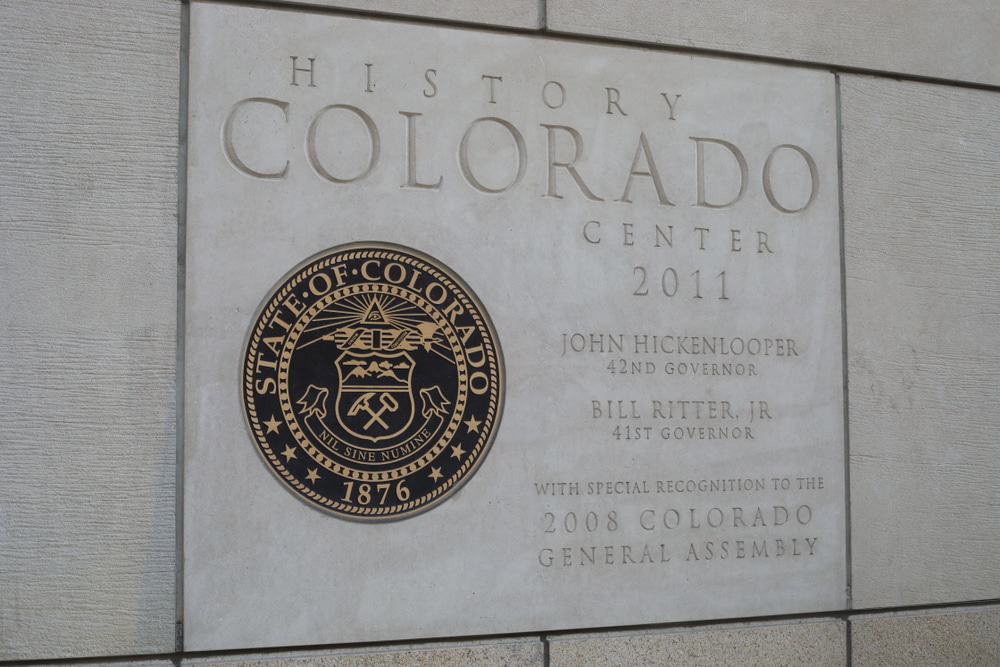 HISTORY
COLORADO
CENTER
2011
STATE·OF·COLORADO
NIL SINE NUMINE
1876
JOHN HICKENLOOPER
42ND GOVERNOR
BILL RITTER, JR
41ST GOVERNOR
WITH SPECIAL RECOGNITION TO THE
2008 COLORADO
GENERAL ASSEMBLY